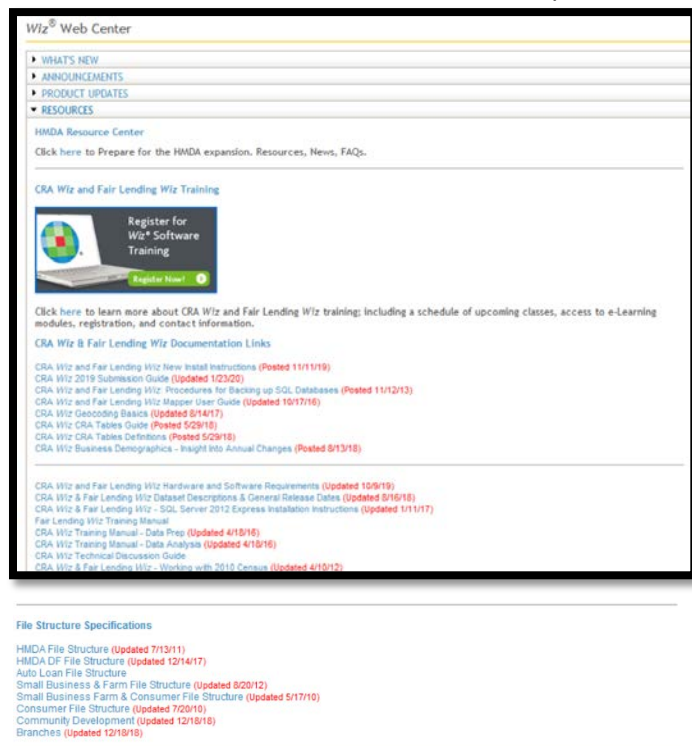 Wiz® Web Center
WHAT'S NEW
ANNOUNCEMENTS
PRODUCT UPDATES
RESOURCES
HMDA Resource Center
Click here to Prepare for the HMDA expansion. Resources, News, FAQs.
CRA Wiz and Fair Lending Wiz Training
Register for
Wiz® Software
Training
Register Now!
Click here to learn more about CRA Wiz and Fair Lending Wiz training; including a schedule of upcoming classes, access to e-Learning
modules, registration, and contact information.
CRA Wiz & Fair Lending Wiz Documentation Links
CRA Wiz and Fair Lending Wiz New Install Instructions (Posted 11/11/19)
CRA Wiz 2019 Submission Guide (Updated 1/23/20)
CRA Wiz and Fair Lending Wiz: Procedures for Backing up SQL Databases (Posted 11/12/13)
CRA Wiz and Fair Lending Wiz Mapper User Guide (Updated 10/17/16)
CRA Wiz Geocoding Basics (Updated 8/14/17)
CRA Wiz CRA Tables Guide (Posted 5/29/18)
CRA Wiz CRA Tables Definitions (Posted 5/29/18)
CRA Wiz Business Demographics - Insight Into Annual Changes (Posted 8/13/18)
CRA Wiz and Fair Lending Wiz Hardware and Software Requirements (Updated 10/9/19)
CRA Wiz & Fair Lending Wiz Dataset Descriptions & General Release Dates (Updated 8/16/18)
CRA Wiz & Fair Lending Wiz - SQL Server 2012 Express Installation Instructions (Updated 1/11/17)
Fair Lending Wiz Training Manual
CRA Wiz Training Manual - Data Prep (Updated 4/18/16)
CRA Wiz Training Manual - Data Analysis (Updated 4/18/16)
CRA Wiz Technical Discussion Guide
CRA Wiz & Fair Lending Wiz - Working with 2010 Census (Updated 4/10/12)
File Structure Specifications
HMDA File Structure (Updated 7/13/11)
HMDA DF File Structure (Updated 12/14/17)
Auto Loan File Structure
Small Business & Farm File Structure (Updated 8/20/12)
Small Business Farm & Consumer File Structure (Updated 5/17/10)
Consumer File Structure (Updated 7/20/10)
Community Development (Updated 12/18/18)
Branches (Updated 12/18/18)